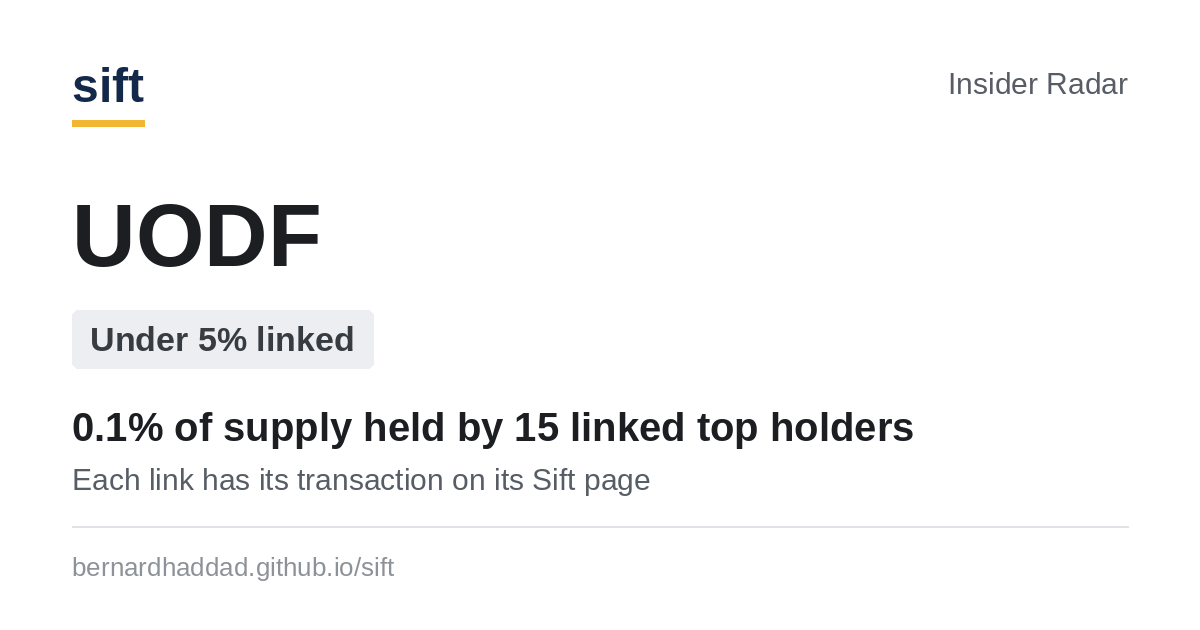 sift
Insider Radar
UODF
Under 5% linked
0.1% of supply held by 15 linked top holders
Each link has its transaction on its Sift page
bernardhaddad.github.io/sift